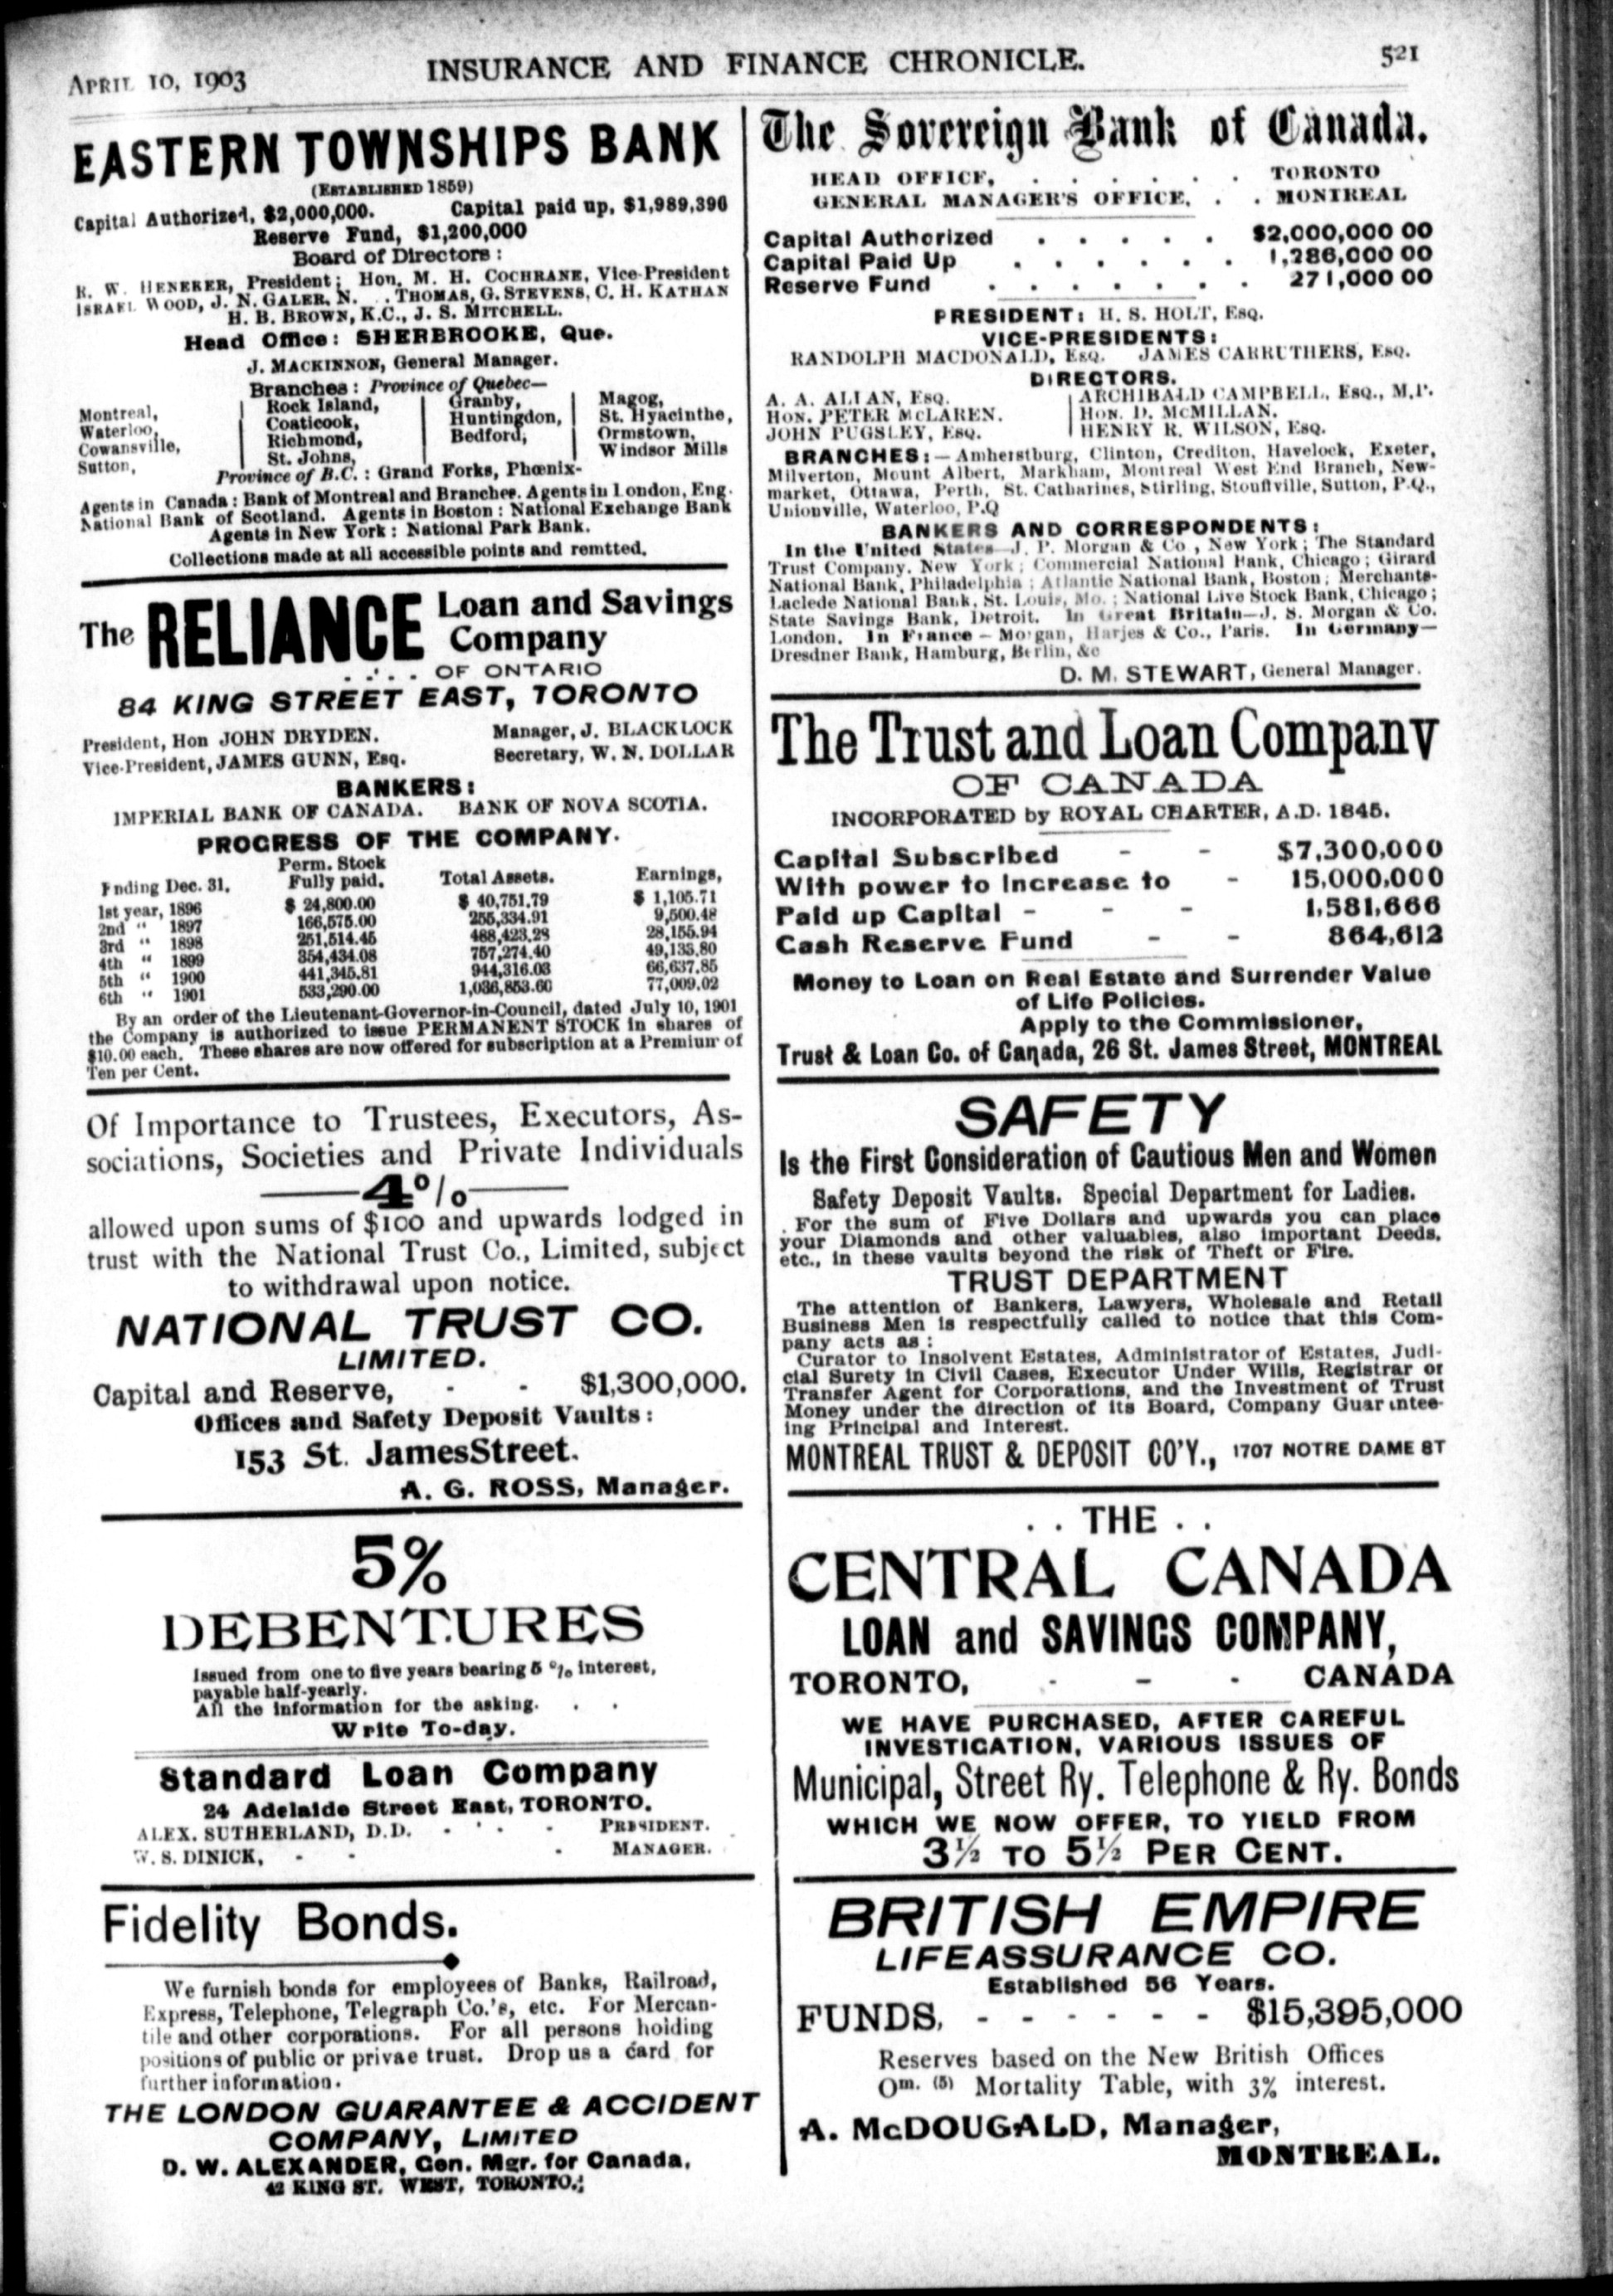 APRIL 10, 1903
INSURANCE AND FINANCE CHRONICLE.
521
EASTERN TOWNSHIPS BANK
(ESTABLISHED 1859)
Capital Authorized, $2,000,000. Capital paid up, $1,989,396
Reserve Fund, $1,200,000
Board of Directors :
R. W. HENEKER, President; Hon. M. H. COCHRANE, Vice-President
ISRAEL WOOD, J. N. GALER, N. . . THOMAS, G. STEVENS, C. H. KATHAN
H. B. BROWN, K.C., J. S. MITCHELL.
Head Office: SHERBROOKE, Que.
J. MACKINNON, General Manager.
Branches: Province of Quebec—
Montreal, Rock Island, Granby, Magog,
Waterloo, Coaticook, Huntingdon, St. Hyacinthe,
Cowansville, Richmond, Bedford, Ormstown,
Sutton, St. Johns, Windsor Mills
Province of B.C.: Grand Forks, Phœnix-
Agents in Canada: Bank of Montreal and Branches. Agents in London, Eng.
National Bank of Scotland. Agents in Boston: National Exchange Bank
Agents in New York: National Park Bank.
Collections made at all accessible points and remtted.
The RELIANCE Loan and Savings
Company
OF ONTARIO
84 KING STREET EAST, TORONTO
President, Hon JOHN DRYDEN. Manager, J. BLACKLOCK
Vice-President, JAMES GUNN, Esq. Secretary, W. N. DOLLAR
BANKERS:
IMPERIAL BANK OF CANADA. BANK OF NOVA SCOTIA.
PROGRESS OF THE COMPANY.
Perm. Stock
Ending Dec. 31. Fully paid. Total Assets. Earnings,
1st year, 1896 $ 24,800.00 $ 40,751.79 $ 1,105.71
2nd " 1897 166,575.00 255,334.91 9,500.48
3rd " 1898 251,514.45 488,423.28 28,155.94
4th " 1899 354,434.08 757,274.40 49,133.80
5th " 1900 441,345.81 944,316.03 66,637.85
6th " 1901 533,290.00 1,036,853.60 77,009.02
By an order of the Lieutenant-Governor-in-Council, dated July 10, 1901
the Company is authorized to issue PERMANENT STOCK in shares of
$10.00 each. These shares are now offered for subscription at a Premium of
Ten per Cent.
Of Importance to Trustees, Executors, As-
sociations, Societies and Private Individuals
4%
allowed upon sums of $100 and upwards lodged in
trust with the National Trust Co., Limited, subject
to withdrawal upon notice.
NATIONAL TRUST CO.
LIMITED.
Capital and Reserve, - - $1,300,000.
Offices and Safety Deposit Vaults:
153 St. JamesStreet.
A. G. ROSS, Manager.
5%
DEBENTURES
Issued from one to five years bearing 5 % interest,
payable half-yearly.
All the information for the asking. . .
Write To-day.
Standard Loan Company
24 Adelaide Street East, TORONTO.
ALEX. SUTHERLAND, D.D. - - - PRESIDENT.
W. S. DINICK, - - - MANAGER.
Fidelity Bonds.
We furnish bonds for employees of Banks, Railroad,
Express, Telephone, Telegraph Co.'s, etc. For Mercan-
tile and other corporations. For all persons holding
positions of public or privae trust. Drop us a card for
further information.
THE LONDON GUARANTEE & ACCIDENT
COMPANY, LIMITED
D. W. ALEXANDER, Gen. Mgr. for Canada,
42 KING ST. WEST, TORONTO.
The Sovereign Bank of Canada.
HEAD OFFICE, . . . . . . TORONTO
GENERAL MANAGER'S OFFICE, . . MONTREAL
Capital Authorized . . . . . $2,000,000 00
Capital Paid Up . . . . . . 1,286,000 00
Reserve Fund . . . . . . . 271,000 00
PRESIDENT: H. S. HOLT, ESQ.
VICE-PRESIDENTS:
RANDOLPH MACDONALD, ESQ. JAMES CARRUTHERS, ESQ.
DIRECTORS.
A. A. ALLAN, ESQ. ARCHIBALD CAMPBELL, ESQ., M.P.
HON. PETER MCLAREN. HON. D. MCMILLAN.
JOHN PUGSLEY, ESQ. HENRY R. WILSON, ESQ.
BRANCHES:—Amherstburg, Clinton, Crediton, Havelock, Exeter,
Milverton, Mount Albert, Markham, Montreal West End Branch, New-
market, Ottawa, Perth, St. Catharines, Stirling, Stouffville, Sutton, P.Q.,
Unionville, Waterloo, P.Q
BANKERS AND CORRESPONDENTS:
In the United States—J. P. Morgan & Co , New York; The Standard
Trust Company, New York; Commercial National Bank, Chicago; Girard
National Bank, Philadelphia; Atlantic National Bank, Boston; Merchants-
Laclede National Bank, St. Louis, Mo.; National Live Stock Bank, Chicago;
State Savings Bank, Detroit. In Great Britain—J. S. Morgan & Co.
London. In France—Morgan, Harjes & Co., Paris. In Germany—
Dresdner Bank, Hamburg, Berlin, &c
D. M. STEWART, General Manager.
The Trust and Loan Company
OF CANADA
INCORPORATED by ROYAL CHARTER, A.D. 1845.
Capital Subscribed - - $7,300,000
With power to Increase to - 15,000,000
Paid up Capital - - - 1,581,666
Cash Reserve Fund - - 864,612
Money to Loan on Real Estate and Surrender Value
of Life Policies.
Apply to the Commissioner,
Trust & Loan Co. of Canada, 26 St. James Street, MONTREAL
SAFETY
Is the First Consideration of Cautious Men and Women
Safety Deposit Vaults. Special Department for Ladies.
For the sum of Five Dollars and upwards you can place
your Diamonds and other valuables, also important Deeds,
etc., in these vaults beyond the risk of Theft or Fire.
TRUST DEPARTMENT
The attention of Bankers, Lawyers, Wholesale and Retail
Business Men is respectfully called to notice that this Com-
pany acts as:
Curator to Insolvent Estates, Administrator of Estates, Judi-
cial Surety in Civil Cases, Executor Under Wills, Registrar or
Transfer Agent for Corporations, and the Investment of Trust
Money under the direction of its Board, Company Guarantee-
ing Principal and Interest.
MONTREAL TRUST & DEPOSIT CO'Y., 1707 NOTRE DAME ST
. . THE . .
CENTRAL CANADA
LOAN and SAVINGS COMPANY,
TORONTO, - - - CANADA
WE HAVE PURCHASED, AFTER CAREFUL
INVESTIGATION, VARIOUS ISSUES OF
Municipal, Street Ry. Telephone & Ry. Bonds
WHICH WE NOW OFFER, TO YIELD FROM
3½ TO 5½ PER CENT.
BRITISH EMPIRE
LIFEASSURANCE CO.
Established 56 Years.
FUNDS, - - - - - - $15,395,000
Reserves based on the New British Offices
Om. (5) Mortality Table, with 3% interest.
A. McDOUGALD, Manager,
MONTREAL.